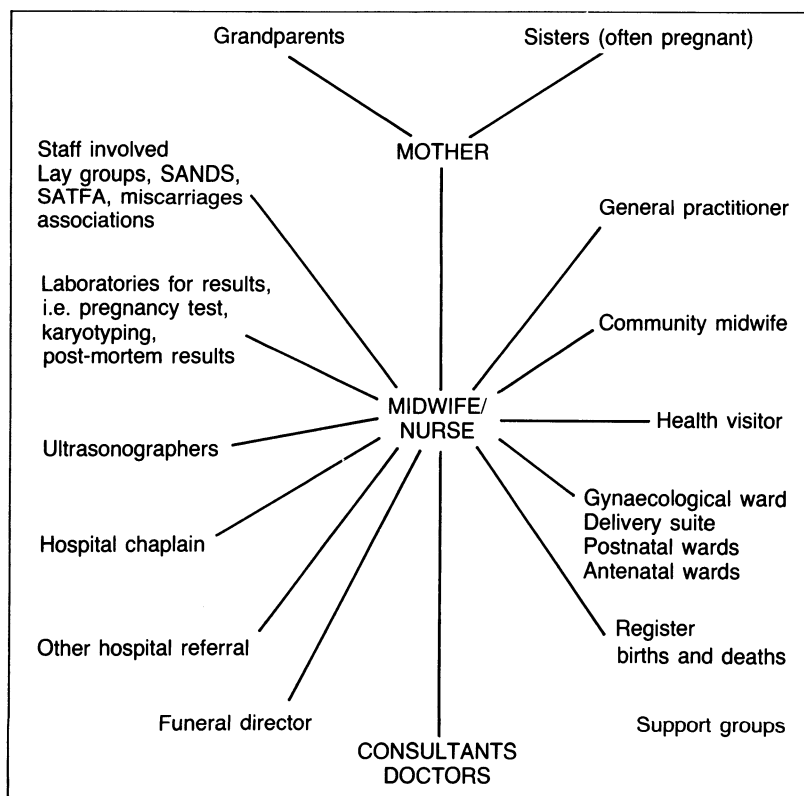 Grandparents
Sisters (often pregnant)
MOTHER
Staff involved
Lay groups, SANDS,
SATFA, miscarriages
associations
General practitioner
Laboratories for results,
i.e. pregnancy test,
karyotyping,
post-mortem results
Community midwife
MIDWIFE/
NURSE
Health visitor
Ultrasonographers
Gynaecological ward
Delivery suite
Postnatal wards
Antenatal wards
Hospital chaplain
Other hospital referral
Register
births and deaths
Funeral director
Support groups
CONSULTANTS
DOCTORS